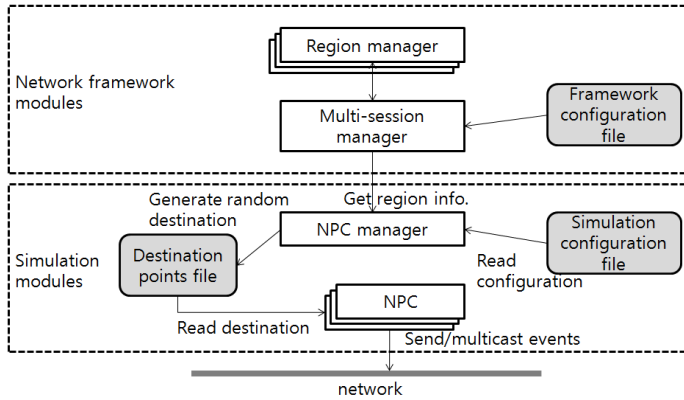 Region manager
Network framework
modules
Multi-session
manager
Framework
configuration
file
Generate random
destination
Get region info.
NPC manager
Simulation
configuration
file
Simulation
modules
Destination
points file
Read
configuration
Read destination
NPC
Send/multicast events
network